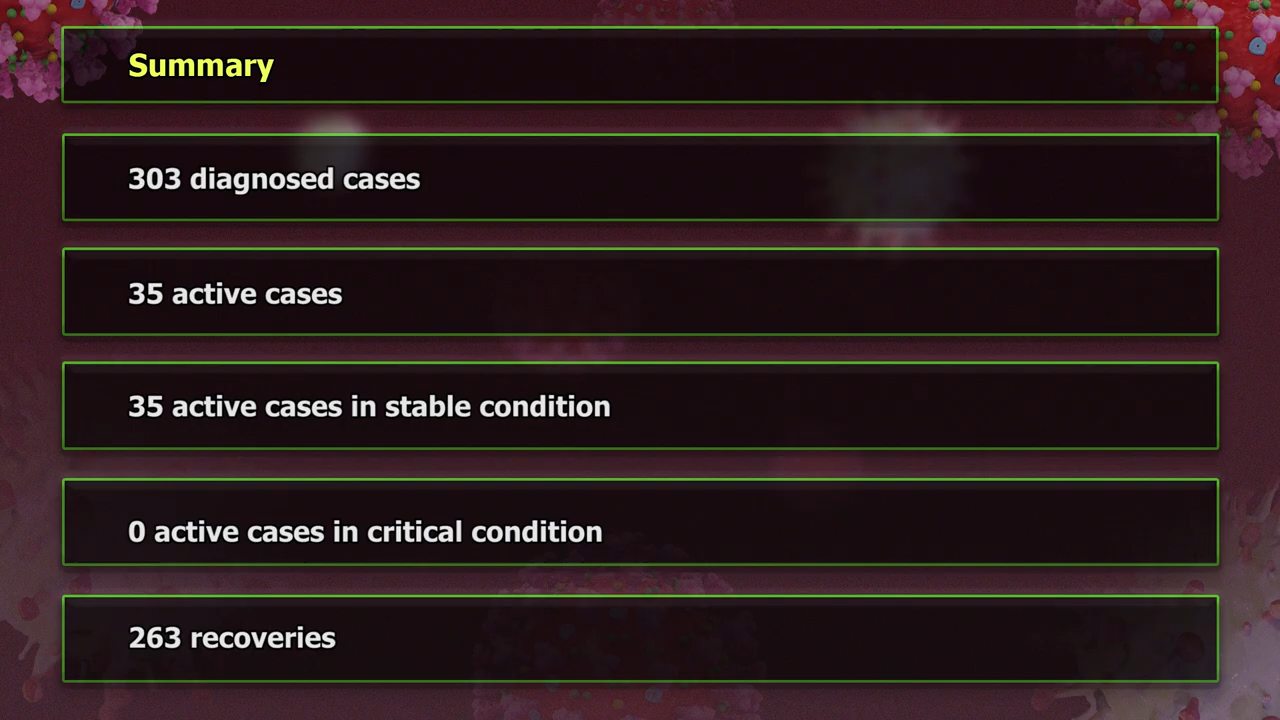 Summary
303 diagnosed cases
35 active cases
35 active cases in stable condition
0 active cases in critical condition
263 recoveries